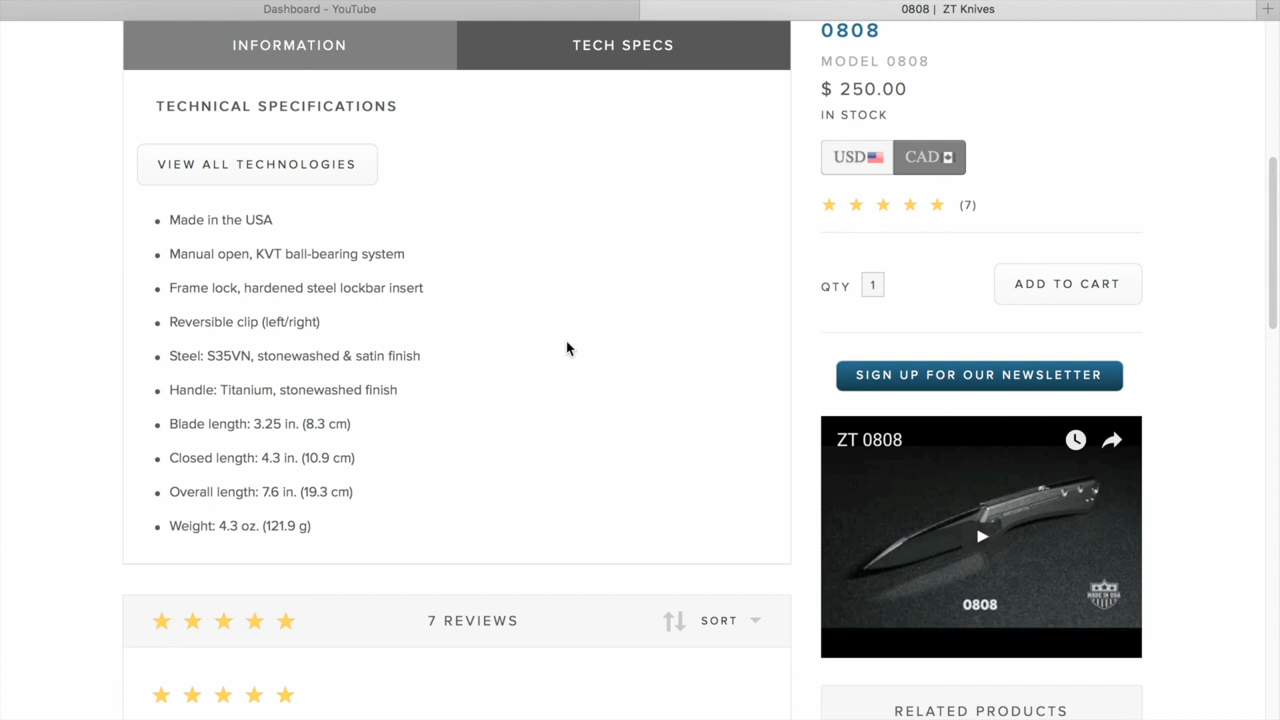 Dashboard - YouTube
0808 | ZT Knives
INFORMATION
TECH SPECS
TECHNICAL SPECIFICATIONS
VIEW ALL TECHNOLOGIES
Made in the USA
Manual open, KVT ball-bearing system
Frame lock, hardened steel lockbar insert
Reversible clip (left/right)
Steel: S35VN, stonewashed & satin finish
Handle: Titanium, stonewashed finish
Blade length: 3.25 in. (8.3 cm)
Closed length: 4.3 in. (10.9 cm)
Overall length: 7.6 in. (19.3 cm)
Weight: 4.3 oz. (121.9 g)
7 REVIEWS
SORT
0808
MODEL 0808
$ 250.00
IN STOCK
USD
CAD
(7)
QTY 1
ADD TO CART
SIGN UP FOR OUR NEWSLETTER
ZT 0808
0808
MADE IN USA
RELATED PRODUCTS